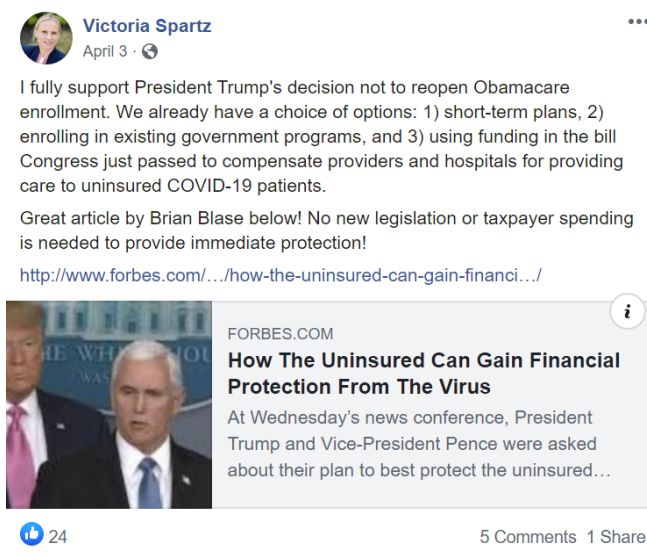 Victoria Spartz
April 3 ·
I fully support President Trump's decision not to reopen Obamacare
enrollment. We already have a choice of options: 1) short-term plans, 2)
enrolling in existing government programs, and 3) using funding in the bill
Congress just passed to compensate providers and hospitals for providing
care to uninsured COVID-19 patients.
Great article by Brian Blase below! No new legislation or taxpayer spending
is needed to provide immediate protection!
http://www.forbes.com/…/how-the-uninsured-can-gain-financi…/
i
HE WH OU
WAS
FORBES.COM
How The Uninsured Can Gain Financial
Protection From The Virus
At Wednesday's news conference, President
Trump and Vice-President Pence were asked
about their plan to best protect the uninsured…
24
5 Comments 1 Share